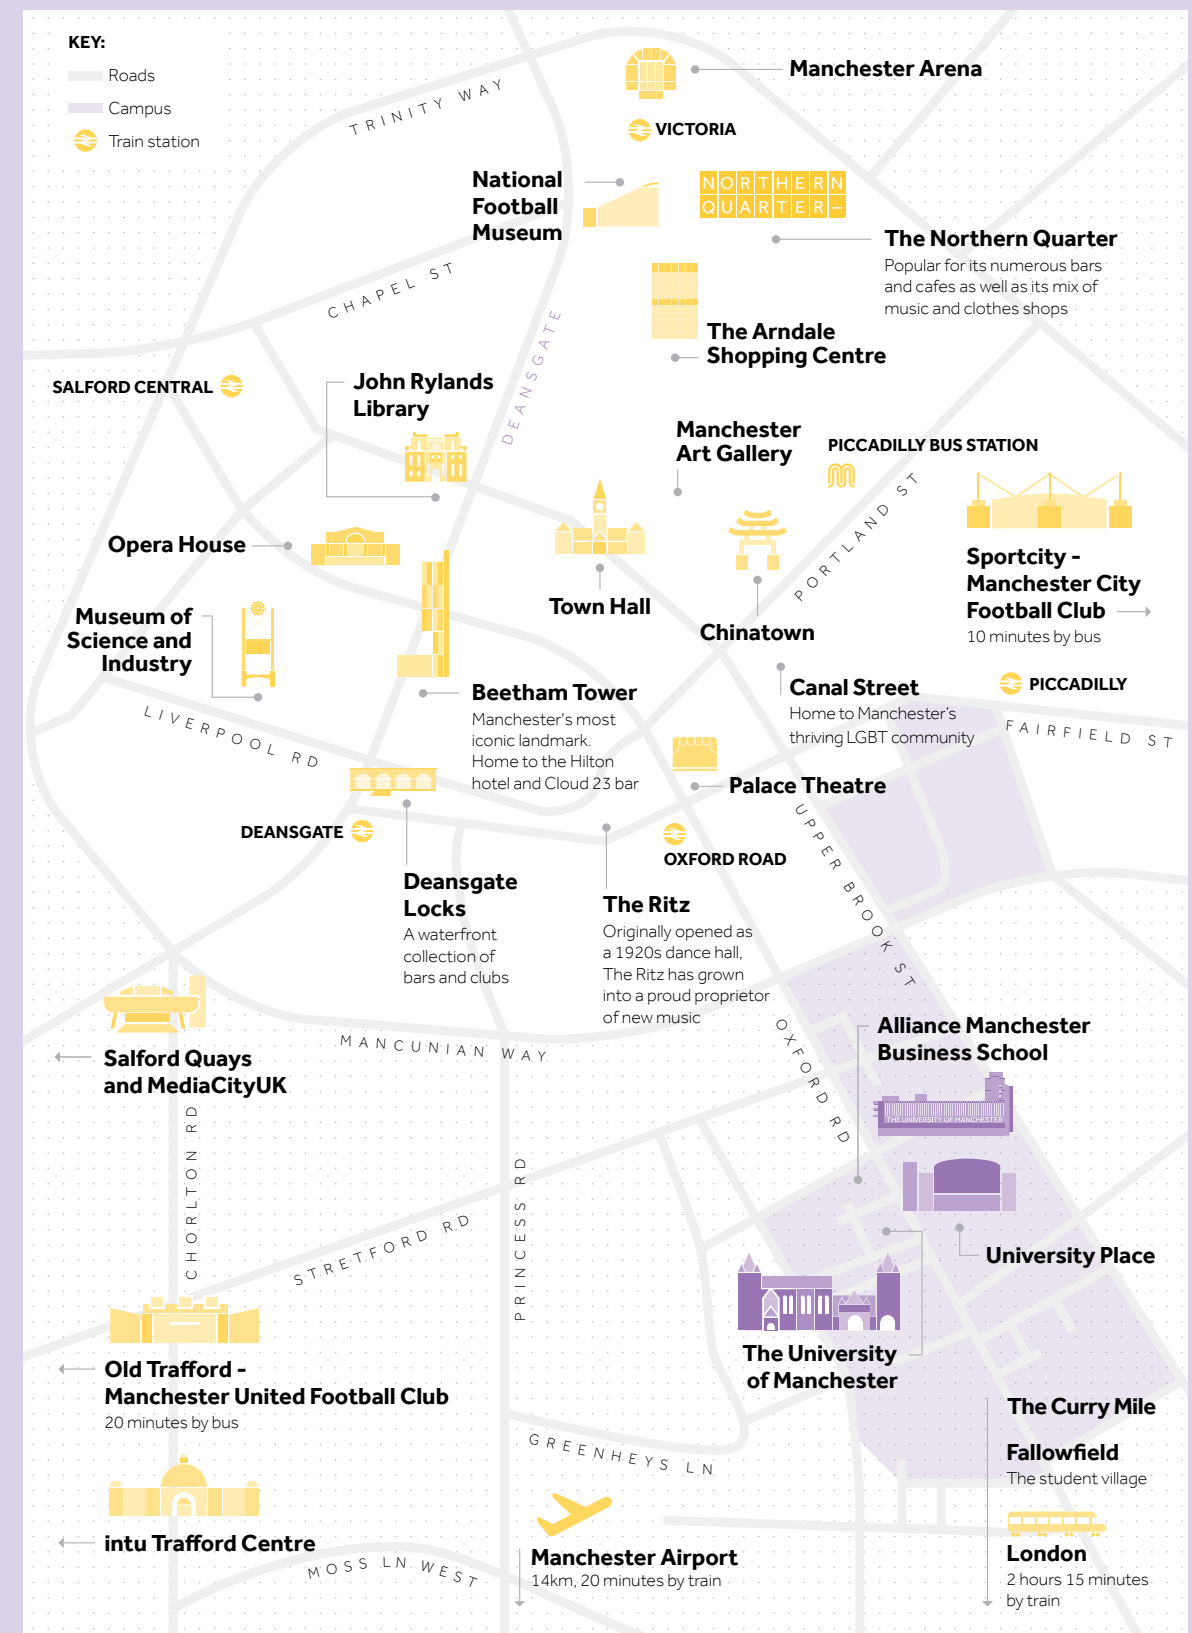 KEY:
Roads
Campus
Train station
Manchester Arena
TRINITY WAY
VICTORIA
National
Football
Museum
NORTHERN
QUARTER–
The Northern Quarter
Popular for its numerous bars
and cafes as well as its mix of
music and clothes shops
CHAPEL ST
DEANSGATE
The Arndale
Shopping Centre
SALFORD CENTRAL
John Rylands
Library
Manchester
Art Gallery
PICCADILLY BUS STATION
PORTLAND ST
Opera House
Sportcity -
Manchester City
Football Club
10 minutes by bus
Town Hall
Museum of
Science and
Industry
Chinatown
Beetham Tower
Manchester's most
iconic landmark.
Home to the Hilton
hotel and Cloud 23 bar
Canal Street
Home to Manchester's
thriving LGBT community
PICCADILLY
LIVERPOOL RD
FAIRFIELD ST
Palace Theatre
DEANSGATE
OXFORD ROAD
UPPER BROOK ST
Deansgate
Locks
A waterfront
collection of
bars and clubs
The Ritz
Originally opened as
a 1920s dance hall,
The Ritz has grown
into a proud proprietor
of new music
Salford Quays
and MediaCityUK
MANCUNIAN WAY
OXFORD RD
Alliance Manchester
Business School
THE UNIVERSITY OF MANCHESTER
CHORLTON RD
STRETFORD RD
PRINCESS RD
University Place
The University
of Manchester
Old Trafford -
Manchester United Football Club
20 minutes by bus
The Curry Mile
Fallowfield
The student village
GREENHEYS LN
intu Trafford Centre
MOSS LN WEST
Manchester Airport
14km, 20 minutes by train
London
2 hours 15 minutes
by train